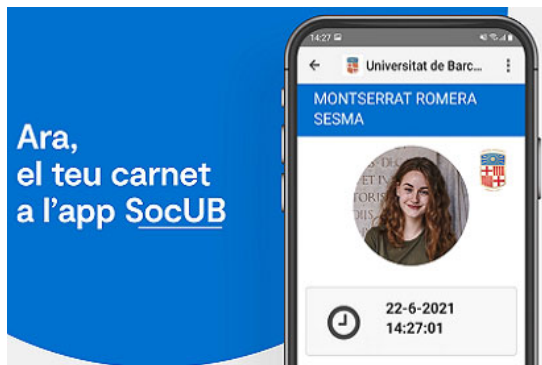 Ara,
el teu carnet
a l'app SocUB
14:27
Universitat de Barc...
MONTSERRAT ROMERA
SESMA
22-6-2021
14:27:01